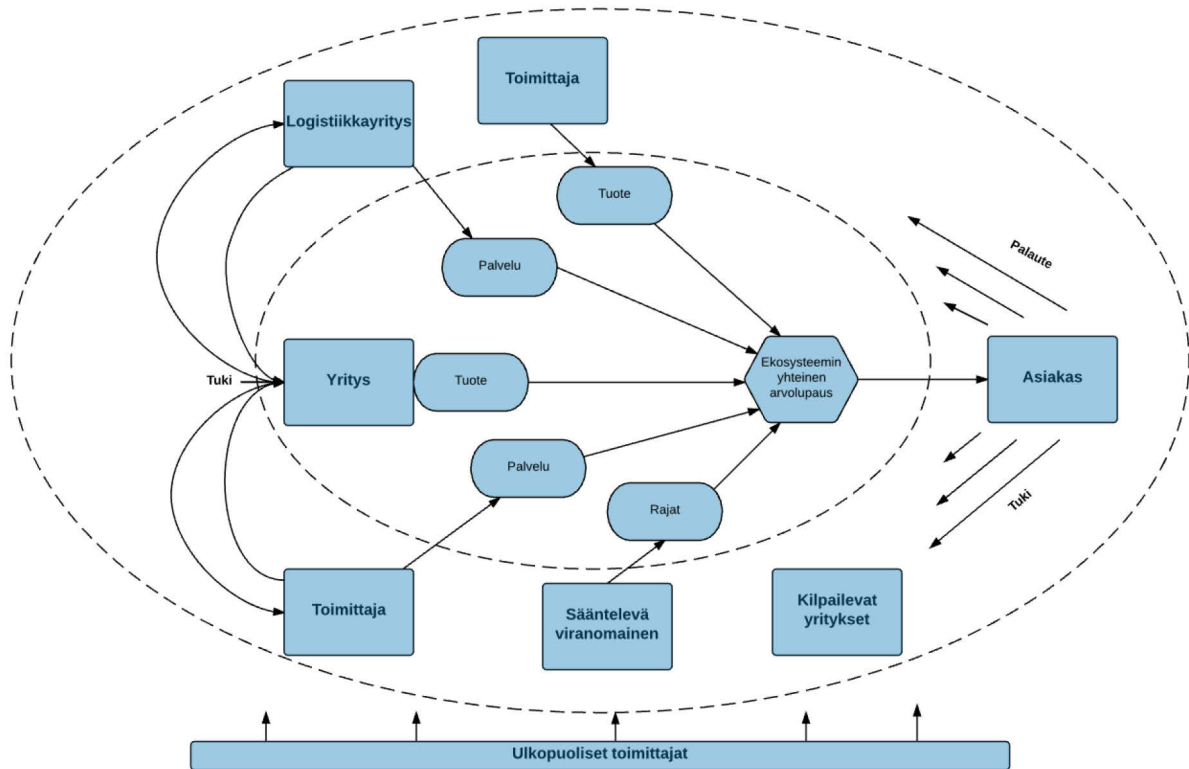 Toimittaja
Logistiikkayritys
Tuote
Palvelu
Palaute
Tuki
Yritys
Tuote
Ekosysteemin
yhteinen
arvolupaus
Asiakas
Palvelu
Rajat
Tuki
Toimittaja
Sääntelevä
viranomainen
Kilpailevat
yritykset
Ulkopuoliset toimittajat